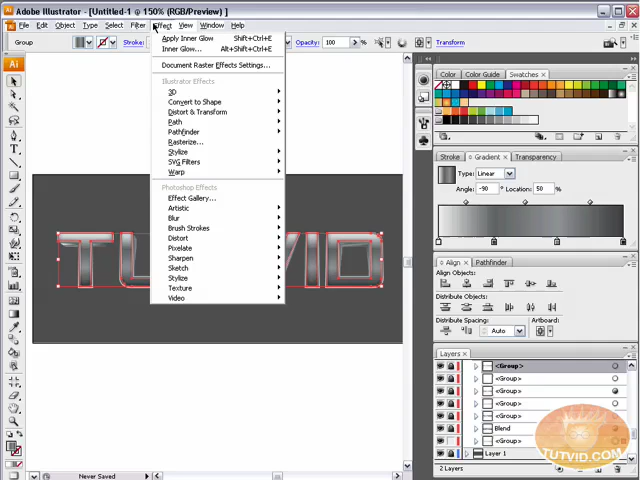 Ai Adobe Illustrator - [Untitled-1 @ 150% (RGB/Preview) ]
File Edit Object Type Select Filter Effect View Window Help
Group Stroke: Opacity: 100 % Transform
Apply Inner Glow Shift+Ctrl+E
Inner Glow... Alt+Shift+Ctrl+E
Document Raster Effects Settings...
Illustrator Effects
3D
Convert to Shape
Distort & Transform
Path
Pathfinder
Rasterize...
Stylize
SVG Filters
Warp
Photoshop Effects
Effect Gallery...
Artistic
Blur
Brush Strokes
Distort
Pixelate
Sharpen
Sketch
Stylize
Texture
Video
Ai
Color Color Guide Swatches
Stroke Gradient Transparency
Type: Linear
Angle: -90 ° Location: 50 %
Align Pathfinder
Align Objects:
Distribute Objects:
Distribute Spacing: Artboard:
Auto
Layers
<Group>
<Group>
<Group>
<Group>
<Group>
Blend
<Group>
Layer 1
2 Layers
TUTVID.COM
Never Saved